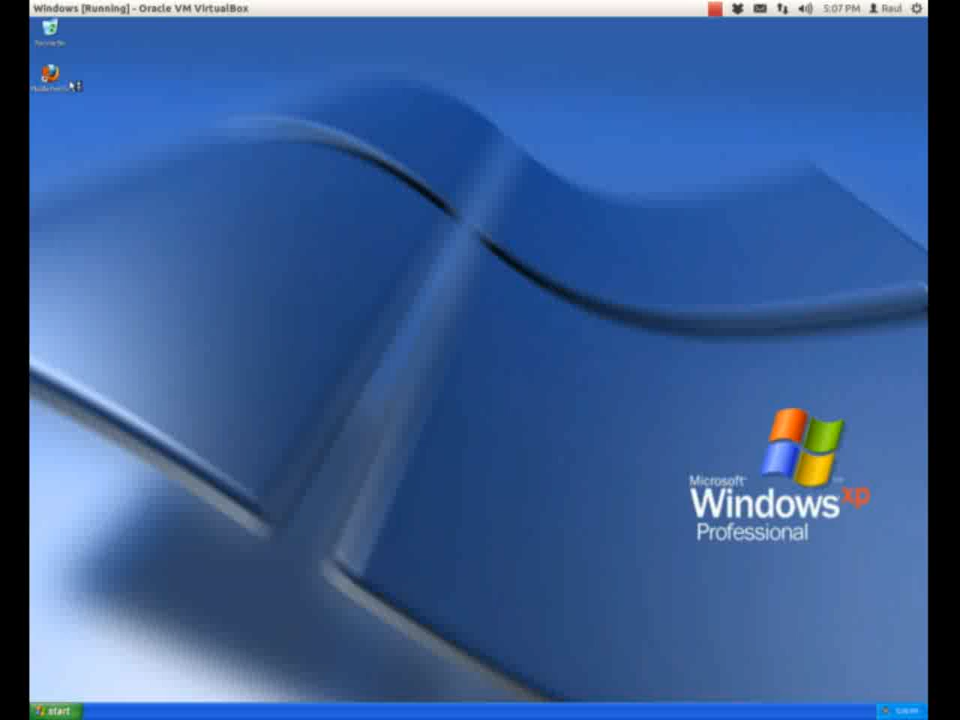 Windows [Running] - Oracle VM VirtualBox
5:07 PM
Raul
Microsoft
Windows xp
Professional
start